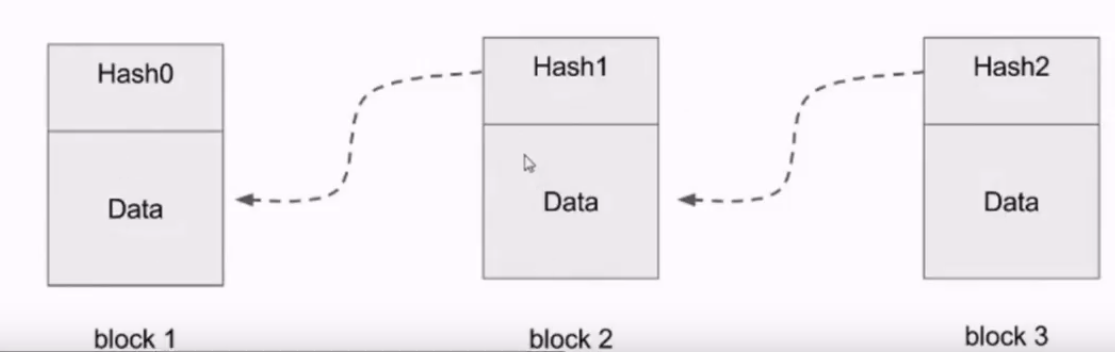 Hash0
Data
block 1
Hash1
Data
block 2
Hash2
Data
block 3